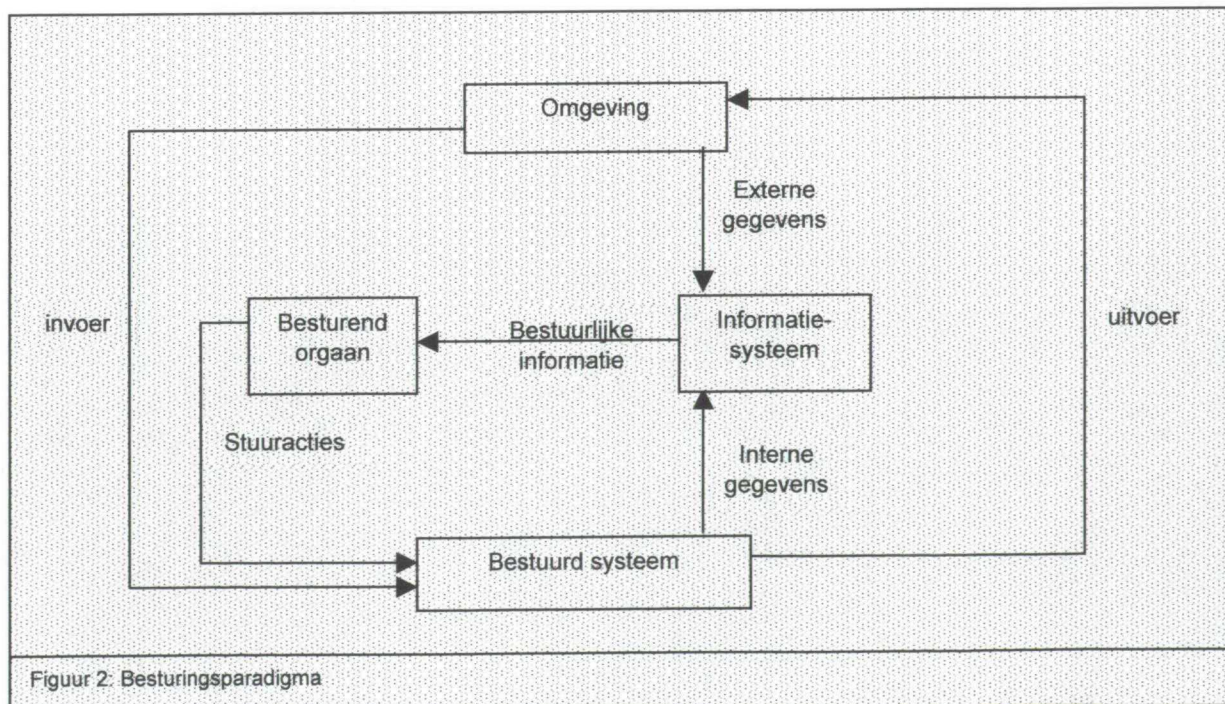 Omgeving
Externe
gegevens
invoer
Besturend
orgaan
Bestuurlijke
informatie
Informatie-
systeem
uitvoer
Stuuracties
Interne
gegevens
Bestuurd systeem
Figuur 2: Besturingsparadigma